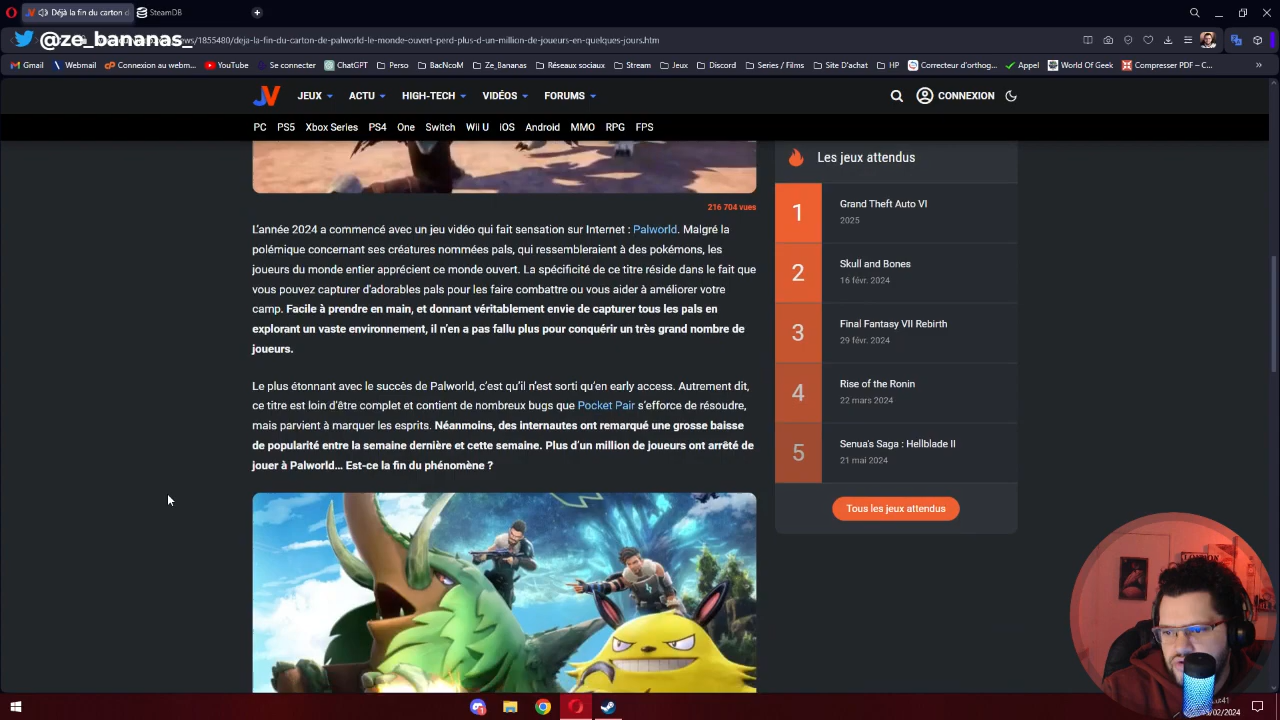 Déjà la fin du carton d
SteamDB
@ze_bananas_
news/1855480/deja-la-fin-du-carton-de-palworld-le-monde-ouvert-perd-plus-d-un-million-de-joueurs-en-quelques-jours.htm
Gmail Webmail Connexion au webm... YouTube Se connecter ChatGPT Perso BacNcoM Ze_Bananas Réseaux sociaux Stream Jeux Discord Series / Films Site D'achat HP Correcteur d'orthog... Appel World Of Geek Compresser PDF – C... »
JV JEUX ACTU HIGH-TECH VIDÉOS FORUMS CONNEXION
PC PS5 Xbox Series PS4 One Switch Wii U iOS Android MMO RPG FPS
216 704 vues
L'année 2024 a commencé avec un jeu vidéo qui fait sensation sur Internet : Palworld. Malgré la
polémique concernant ses créatures nommées pals, qui ressembleraient à des pokémons, les
joueurs du monde entier apprécient ce monde ouvert. La spécificité de ce titre réside dans le fait que
vous pouvez capturer d'adorables pals pour les faire combattre ou vous aider à améliorer votre
camp. Facile à prendre en main, et donnant véritablement envie de capturer tous les pals en
explorant un vaste environnement, il n'en a pas fallu plus pour conquérir un très grand nombre de
joueurs.
Le plus étonnant avec le succès de Palworld, c'est qu'il n'est sorti qu'en early access. Autrement dit,
ce titre est loin d'être complet et contient de nombreux bugs que Pocket Pair s'efforce de résoudre,
mais parvient à marquer les esprits. Néanmoins, des internautes ont remarqué une grosse baisse
de popularité entre la semaine dernière et cette semaine. Plus d'un million de joueurs ont arrêté de
jouer à Palworld... Est-ce la fin du phénomène ?
Les jeux attendus
1
Grand Theft Auto VI
2025
2
Skull and Bones
16 févr. 2024
3
Final Fantasy VII Rebirth
29 févr. 2024
4
Rise of the Ronin
22 mars 2024
5
Senua's Saga : Hellblade II
21 mai 2024
Tous les jeux attendus
LONDON
/02/2024